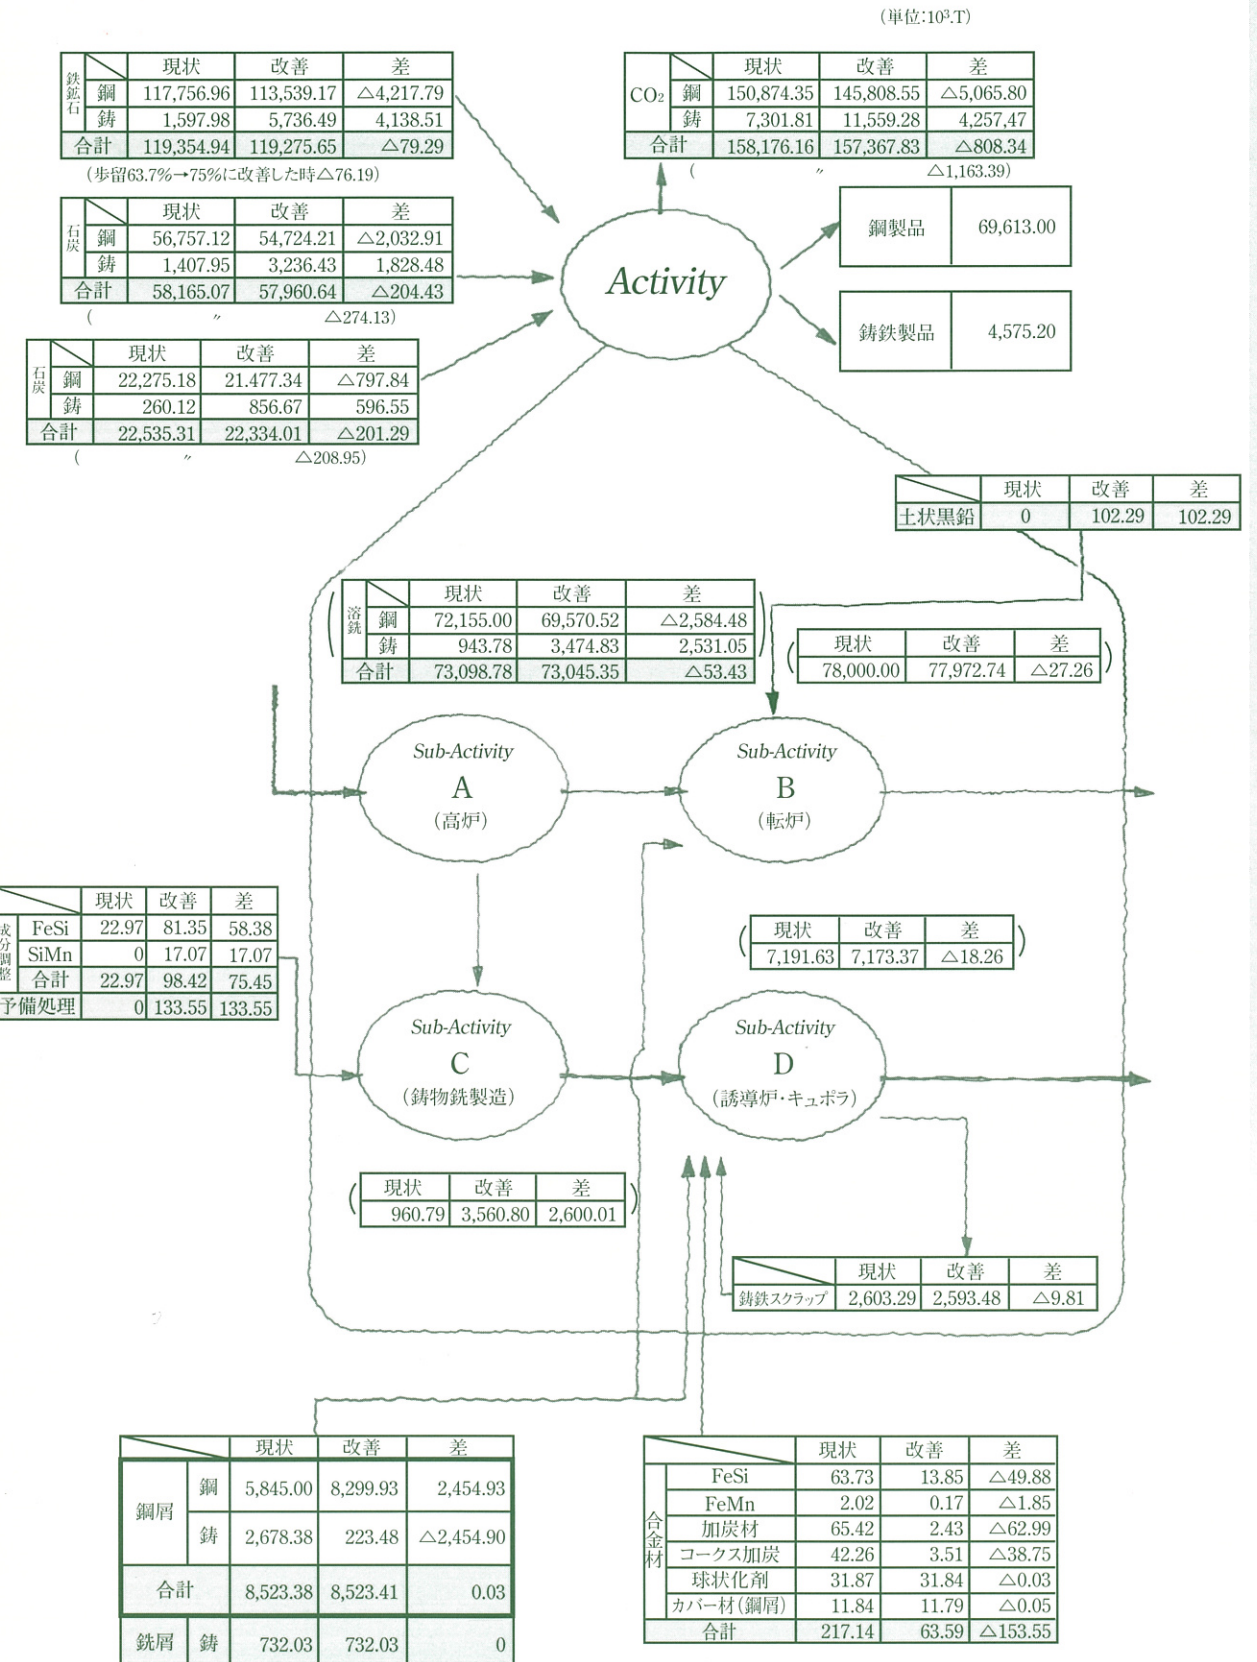 （単位:10³.T）
鉄鉱石 現状 改善 差
鋼 117,756.96 113,539.17 △4,217.79
鋳 1,597.98 5,736.49 4,138.51
合計 119,354.94 119,275.65 △79.29
（歩留63.7%→75%に改善した時△76.19）
CO₂ 現状 改善 差
鋼 150,874.35 145,808.55 △5,065.80
鋳 7,301.81 11,559.28 4,257,47
合計 158,176.16 157,367.83 △808.34
（ 〃 △1,163.39）
石炭 現状 改善 差
鋼 56,757.12 54,724.21 △2,032.91
鋳 1,407.95 3,236.43 1,828.48
合計 58,165.07 57,960.64 △204.43
（ 〃 △274.13）
石炭 現状 改善 差
鋼 22,275.18 21.477.34 △797.84
鋳 260.12 856.67 596.55
合計 22,535.31 22,334.01 △201.29
（ 〃 △208.95）
Activity
鋼製品 69,613.00
鋳鉄製品 4,575.20
現状 改善 差
土状黒鉛 0 102.29 102.29
溶銑 現状 改善 差
鋼 72,155.00 69,570.52 △2,584.48
鋳 943.78 3,474.83 2,531.05
合計 73,098.78 73,045.35 △53.43
現状 改善 差
78,000.00 77,972.74 △27.26
Sub-Activity
A
（高炉）
Sub-Activity
B
（転炉）
現状 改善 差
成分調整 FeSi 22.97 81.35 58.38
SiMn 0 17.07 17.07
合計 22.97 98.42 75.45
予備処理 0 133.55 133.55
現状 改善 差
7,191.63 7,173.37 △18.26
Sub-Activity
C
（鋳物銑製造）
Sub-Activity
D
（誘導炉・キュポラ）
現状 改善 差
960.79 3,560.80 2,600.01
現状 改善 差
鋳鉄スクラップ 2,603.29 2,593.48 △9.81
現状 改善 差
鋼屑 鋼 5,845.00 8,299.93 2,454.93
鋳 2,678.38 223.48 △2,454.90
合計 8,523.38 8,523.41 0.03
銑屑 鋳 732.03 732.03 0
現状 改善 差
合金材 FeSi 63.73 13.85 △49.88
FeMn 2.02 0.17 △1.85
加炭材 65.42 2.43 △62.99
コークス加炭 42.26 3.51 △38.75
球状化剤 31.87 31.84 △0.03
カバー材（鋼屑） 11.84 11.79 △0.05
合計 217.14 63.59 △153.55